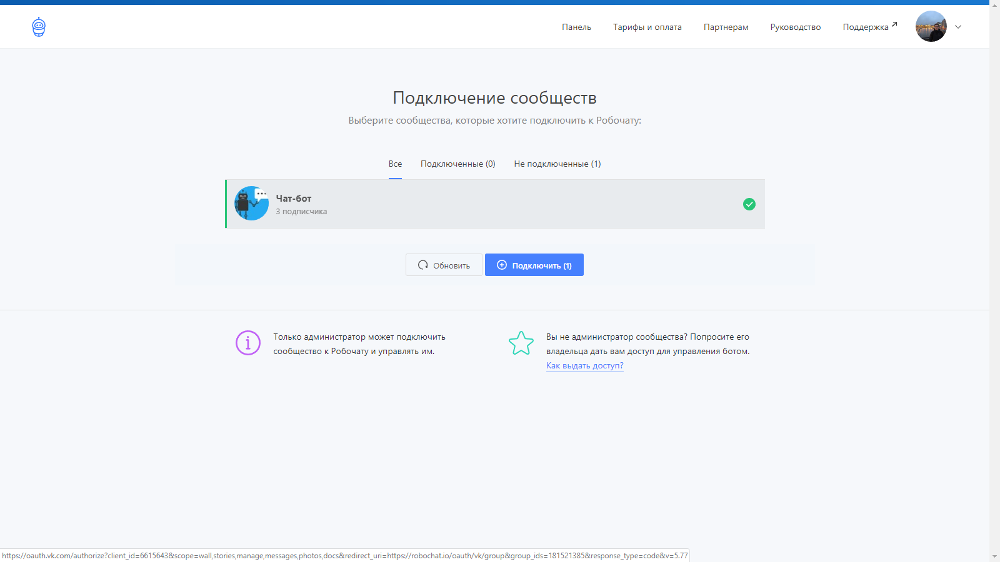 Панель
Тарифы и оплата
Партнерам
Руководство
Поддержка
Подключение сообществ
Выберите сообщества, которые хотите подключить к Робочату:
Все
Подключенные (0)
Не подключенные (1)
Чат-бот
3 подписчика
Обновить
Подключить (1)
Только администратор может подключить
сообщество к Робочату и управлять им.
Вы не администратор сообщества? Попросите его
владельца дать вам доступ для управления ботом.
Как выдать доступ?
https://oauth.vk.com/authorize?client_id=6615643&scope=wall,stories,manage,messages,photos,docs&redirect_uri=https://robochat.io/oauth/vk/group&group_ids=181521385&response_type=code&v=5.77